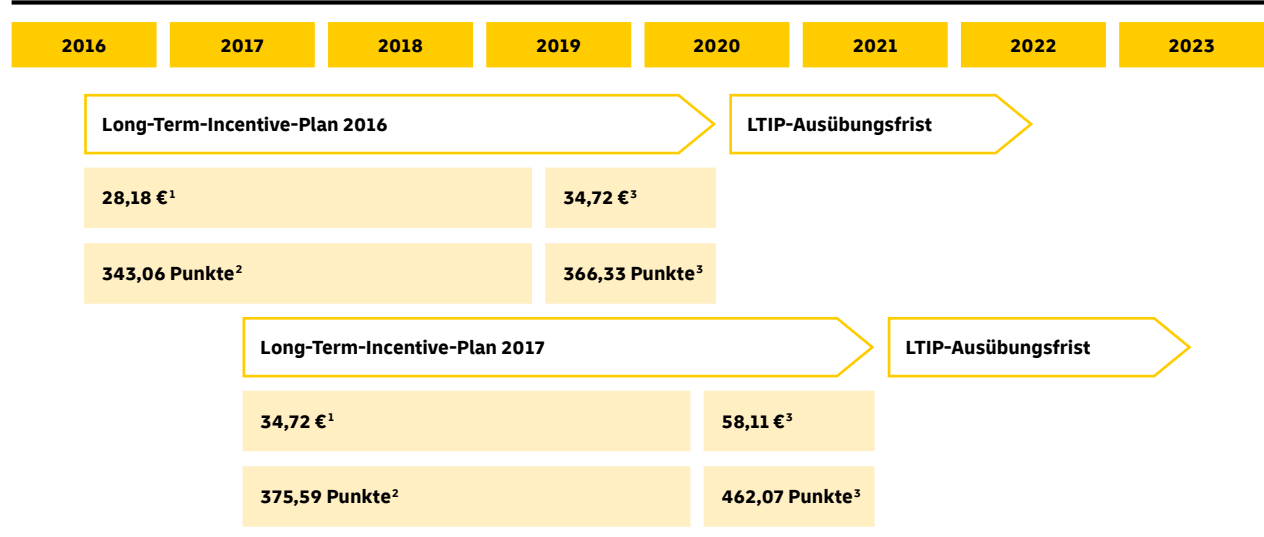 2016 2017 2018 2019 2020 2021 2022 2023
Long-Term-Incentive-Plan 2016 LTIP-Ausübungsfrist
28,18 €¹ 34,72 €³
343,06 Punkte² 366,33 Punkte³
Long-Term-Incentive-Plan 2017 LTIP-Ausübungsfrist
34,72 €¹ 58,11 €³
375,59 Punkte² 462,07 Punkte³